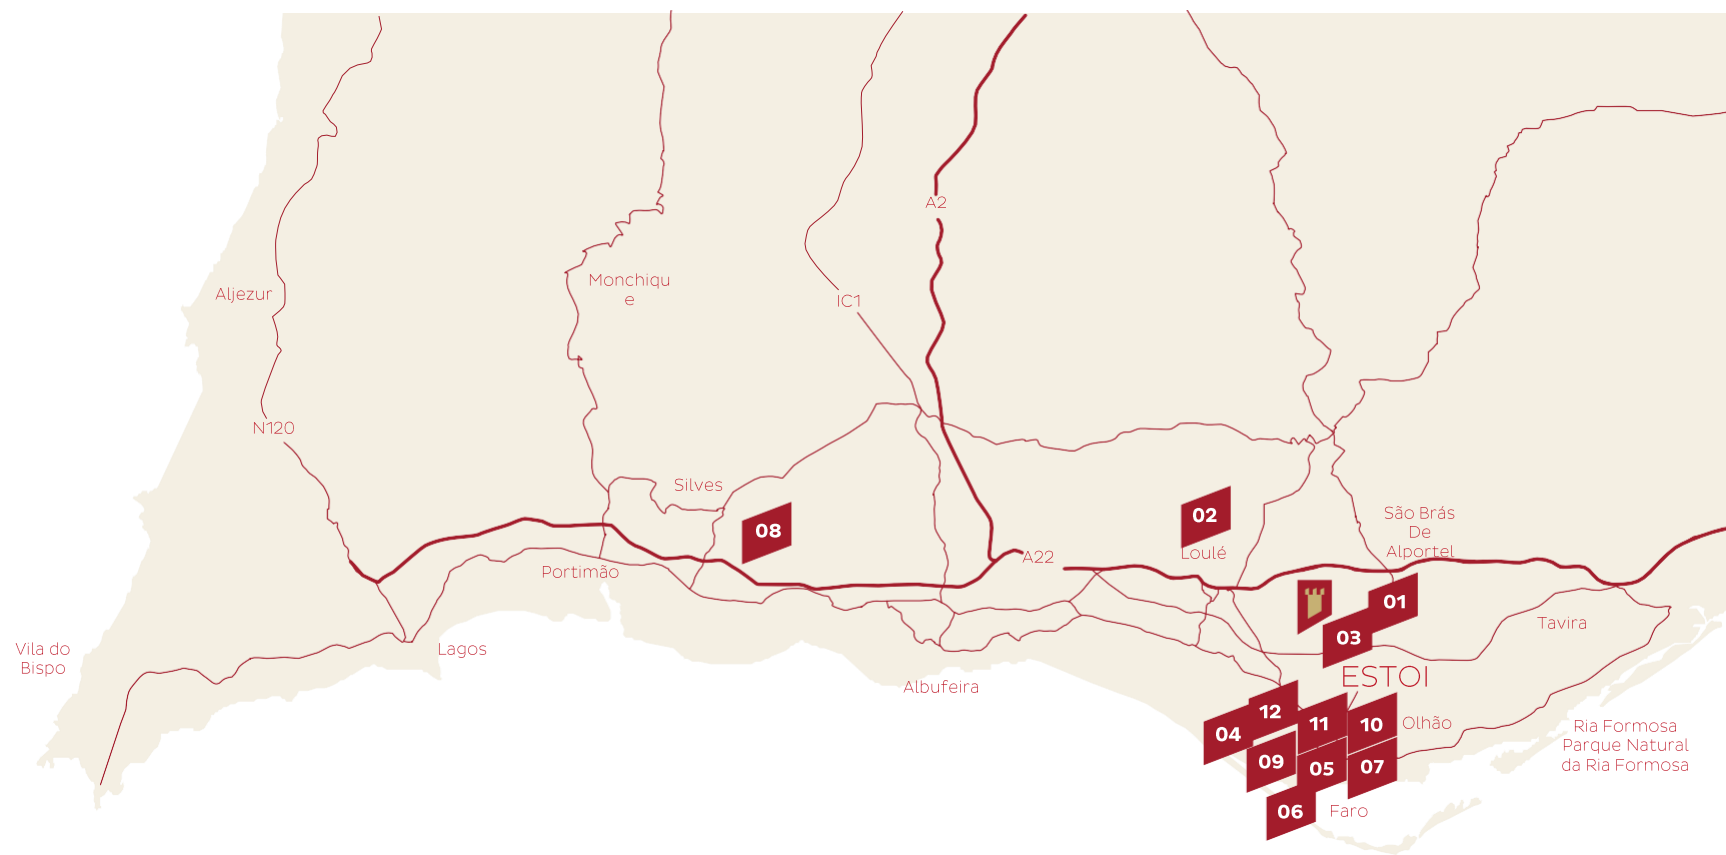 A2
Aljezur
Monchiqu
e
IC1
N120
Silves
08
02
São Brás
De
Alportel
Loulé
A22
Portimão
01
03
Tavira
Vila do
Bispo
Lagos
ESTOI
Albufeira
12
11
10
Olhão
04
09
05
07
Ria Formosa
Parque Natural
da Ria Formosa
06
Faro